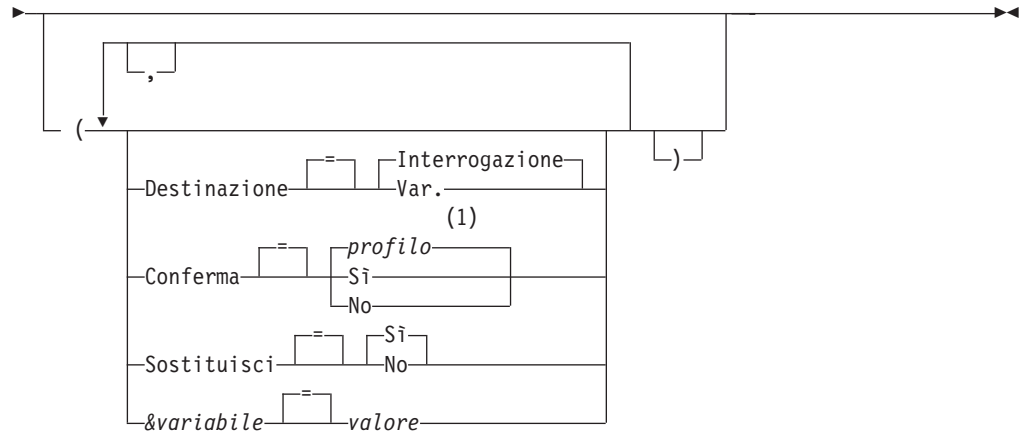 ,
(
)
Destinazione = Interrogazione
Var.
(1)
Conferma = profilo
Sì
No
Sostituisci = Sì
No
&variabile = valore